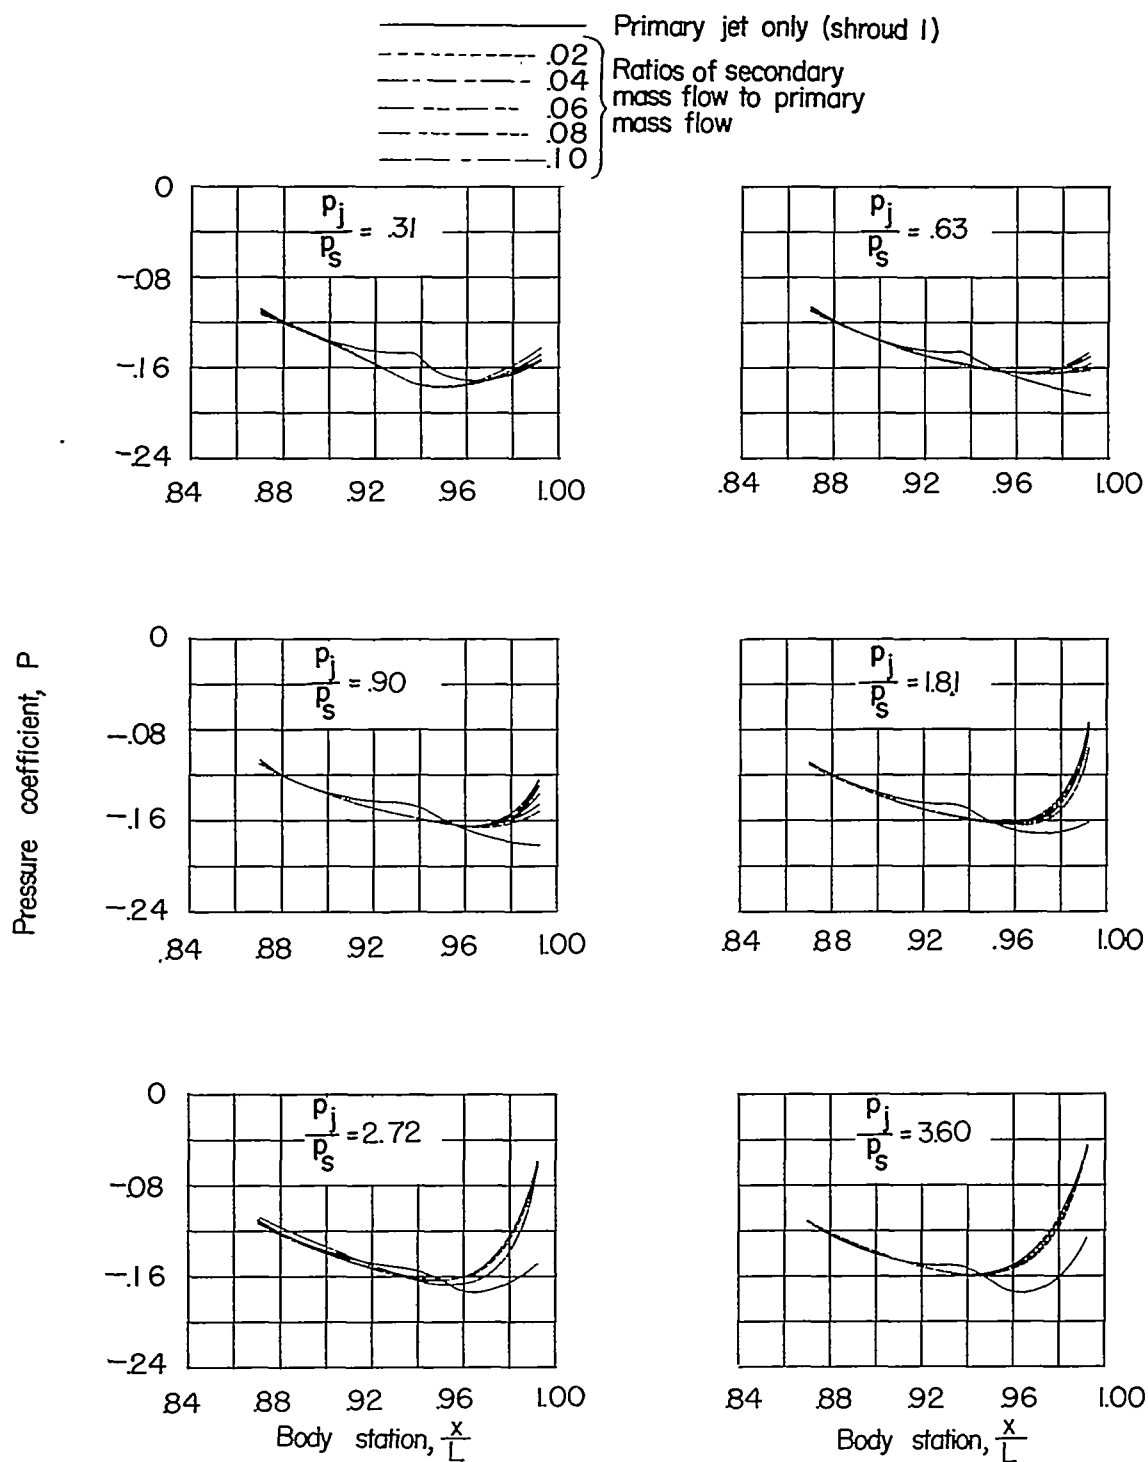 Primary jet only (shroud 1)
.02
.04
.06
.08
.10
Ratios of secondary
mass flow to primary
mass flow
0
-.08
-.16
-.24
pj/ps = .31
.84 .88 .92 .96 1.00
pj/ps = .63
.84 .88 .92 .96 1.00
Pressure coefficient, P
0
-.08
-.16
-.24
pj/ps = .90
.84 .88 .92 .96 1.00
pj/ps = 1.81
.84 .88 .92 .96 1.00
0
-.08
-.16
-.24
pj/ps = 2.72
.84 .88 .92 .96 1.00
Body station, x/L
pj/ps = 3.60
.84 .88 .92 .96 1.00
Body station, x/L